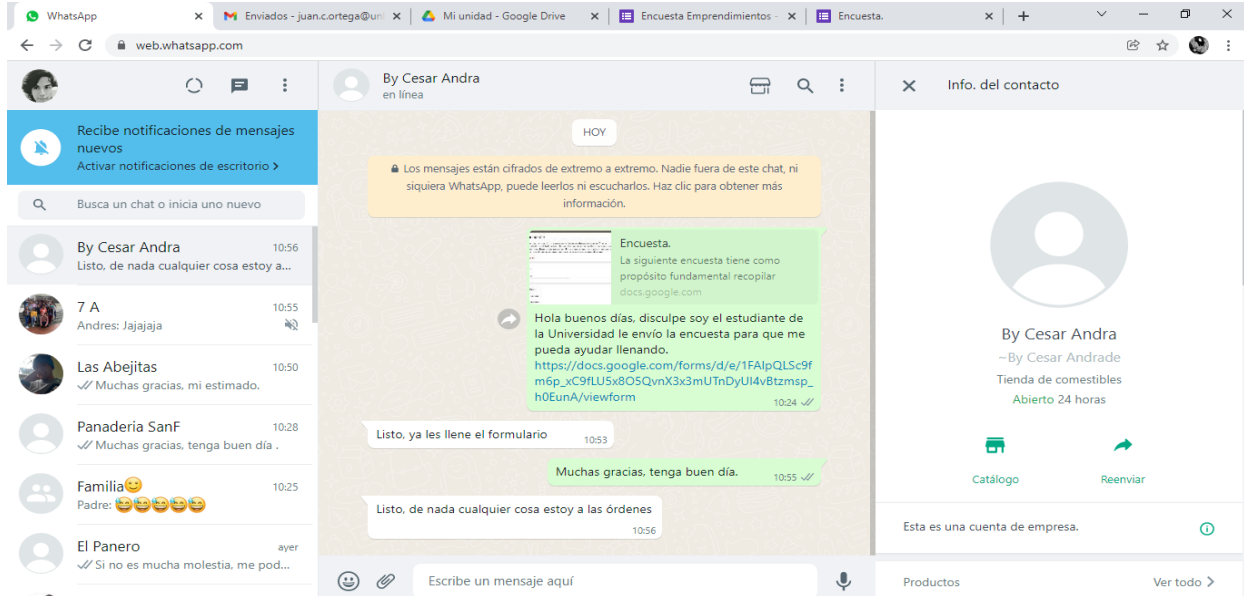 WhatsApp
Enviados - juan.c.ortega@unl
Mi unidad - Google Drive
Encuesta Emprendimientos -
Encuesta.
web.whatsapp.com
Recibe notificaciones de mensajes
nuevos
Activar notificaciones de escritorio >
Busca un chat o inicia uno nuevo
By Cesar Andra 10:56
Listo, de nada cualquier cosa estoy a...
7 A 10:55
Andres: Jajajaja
Las Abejitas 10:50
Muchas gracias, mi estimado.
Panaderia SanF 10:28
Muchas gracias, tenga buen día .
Familia😊 10:25
Padre: 😅😅😅😅😅
El Panero ayer
Si no es mucha molestia, me pod...
By Cesar Andra
en línea
HOY
Los mensajes están cifrados de extremo a extremo. Nadie fuera de este chat, ni
siquiera WhatsApp, puede leerlos ni escucharlos. Haz clic para obtener más
información.
Encuesta.
La siguiente encuesta tiene como
propósito fundamental recopilar
docs.google.com
Hola buenos días, disculpe soy el estudiante de
la Universidad le envío la encuesta para que me
pueda ayudar llenando.
https://docs.google.com/forms/d/e/1FAIpQLSc9f
m6p_xC9fLU5x8O5QvnX3x3mUTnDyUI4vBtzmsp_
h0EunA/viewform
10:24
Listo, ya les llene el formulario 10:53
Muchas gracias, tenga buen día. 10:55
Listo, de nada cualquier cosa estoy a las órdenes
10:56
Escribe un mensaje aquí
Info. del contacto
By Cesar Andra
~By Cesar Andrade
Tienda de comestibles
Abierto 24 horas
Catálogo
Reenviar
Esta es una cuenta de empresa.
Productos
Ver todo >